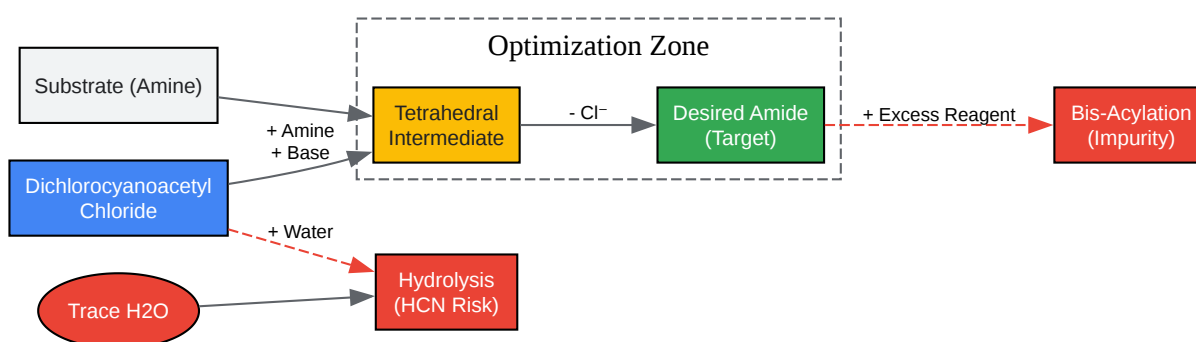 Optimization Zone
Substrate (Amine)
Tetrahedral
Intermediate
- Cl⁻
Desired Amide
(Target)
+ Excess Reagent
Bis-Acylation
(Impurity)
+ Amine
+ Base
Dichlorocyanoacetyl
Chloride
+ Water
Hydrolysis
(HCN Risk)
Trace H2O